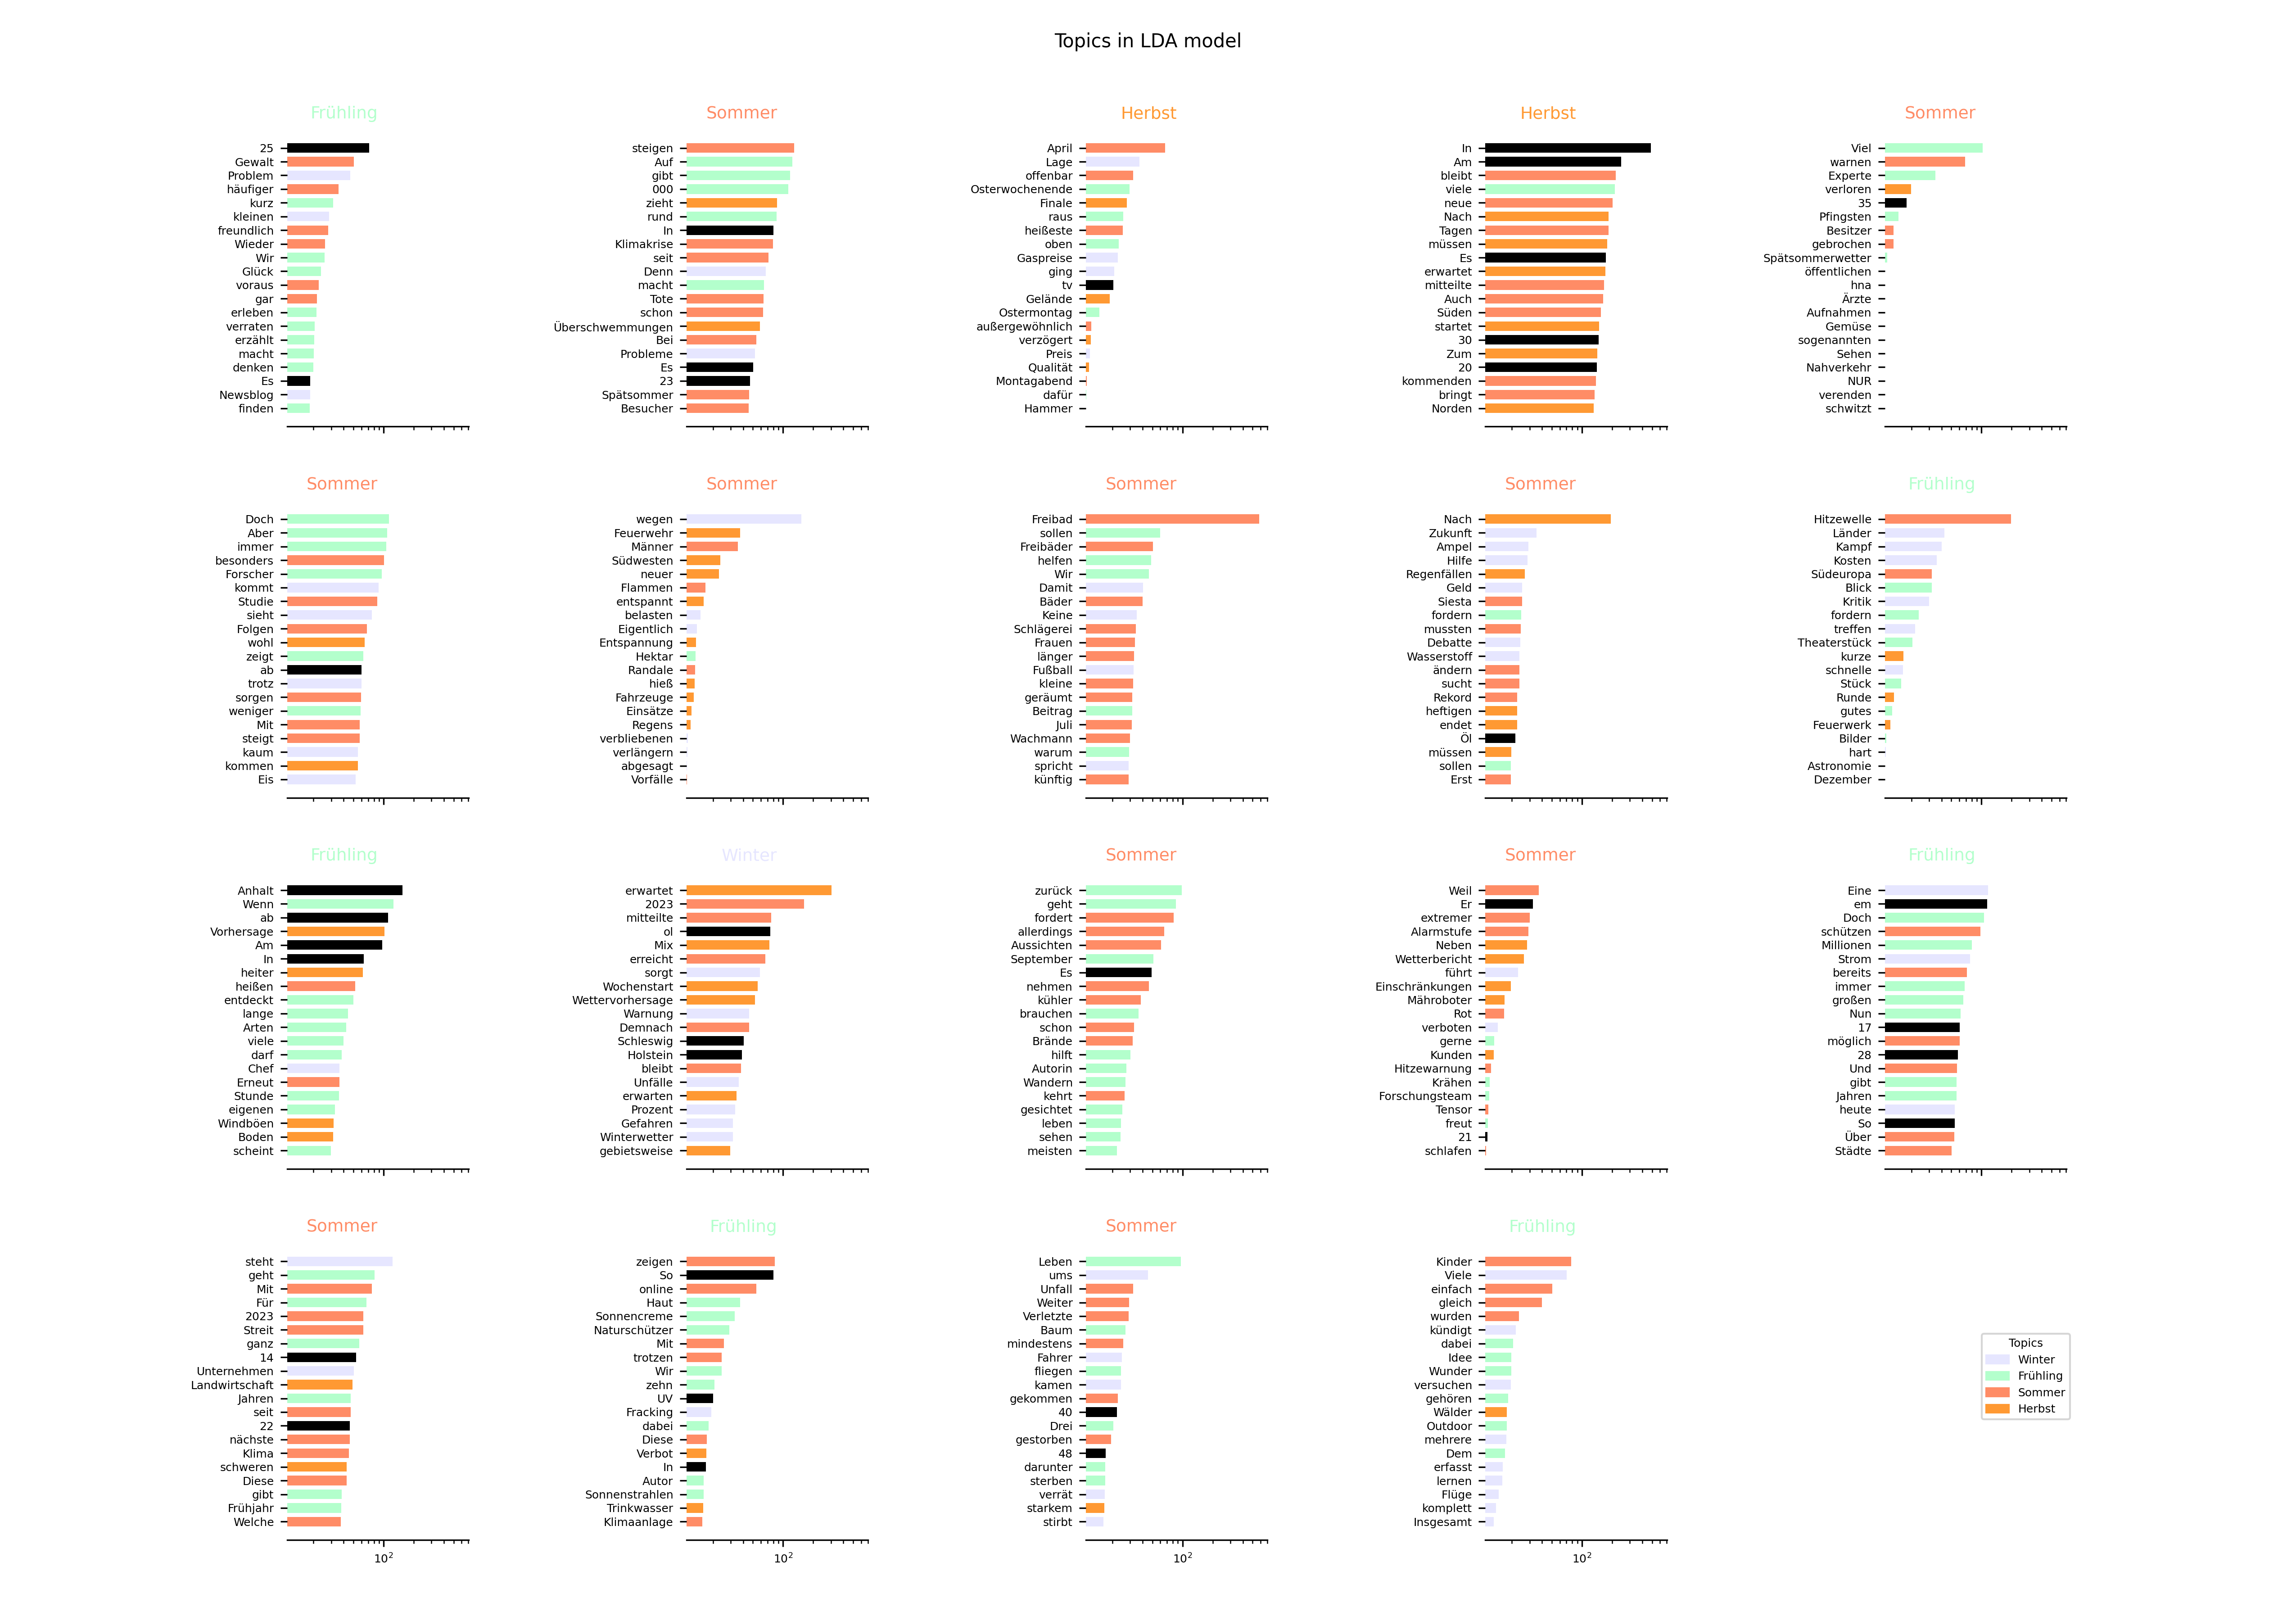 Topics in LDA model
Frühling
25
Gewalt
Problem
häufiger
kurz
kleinen
freundlich
Wieder
Wir
Glück
voraus
gar
erleben
verraten
erzählt
macht
denken
Es
Newsblog
finden
Sommer
steigen
Auf
gibt
000
zieht
rund
In
Klimakrise
seit
Denn
macht
Tote
schon
Überschwemmungen
Bei
Probleme
Es
23
Spätsommer
Besucher
Herbst
April
Lage
offenbar
Osterwochenende
Finale
raus
heißeste
oben
Gaspreise
ging
tv
Gelände
Ostermontag
außergewöhnlich
verzögert
Preis
Qualität
Montagabend
dafür
Hammer
Herbst
In
Am
bleibt
viele
neue
Nach
Tagen
müssen
Es
erwartet
mitteilte
Auch
Süden
startet
30
Zum
20
kommenden
bringt
Norden
Sommer
Viel
warnen
Experte
verloren
35
Pfingsten
Besitzer
gebrochen
Spätsommerwetter
öffentlichen
hna
Ärzte
Aufnahmen
Gemüse
sogenannten
Sehen
Nahverkehr
NUR
verenden
schwitzt
Sommer
Doch
Aber
immer
besonders
Forscher
kommt
Studie
sieht
Folgen
wohl
zeigt
ab
trotz
sorgen
weniger
Mit
steigt
kaum
kommen
Eis
Sommer
wegen
Feuerwehr
Männer
Südwesten
neuer
Flammen
entspannt
belasten
Eigentlich
Entspannung
Hektar
Randale
hieß
Fahrzeuge
Einsätze
Regens
verbliebenen
verlängern
abgesagt
Vorfälle
Sommer
Freibad
sollen
Freibäder
helfen
Wir
Damit
Bäder
Keine
Schlägerei
Frauen
länger
Fußball
kleine
geräumt
Beitrag
Juli
Wachmann
warum
spricht
künftig
Sommer
Nach
Zukunft
Ampel
Hilfe
Regenfällen
Geld
Siesta
fordern
mussten
Debatte
Wasserstoff
ändern
sucht
Rekord
heftigen
endet
Öl
müssen
sollen
Erst
Frühling
Hitzewelle
Länder
Kampf
Kosten
Südeuropa
Blick
Kritik
fordern
treffen
Theaterstück
kurze
schnelle
Stück
Runde
gutes
Feuerwerk
Bilder
hart
Astronomie
Dezember
Frühling
Anhalt
Wenn
ab
Vorhersage
Am
In
heiter
heißen
entdeckt
lange
Arten
viele
darf
Chef
Erneut
Stunde
eigenen
Windböen
Boden
scheint
Winter
erwartet
2023
mitteilte
ol
Mix
erreicht
sorgt
Wochenstart
Wettervorhersage
Warnung
Demnach
Schleswig
Holstein
bleibt
Unfälle
erwarten
Prozent
Gefahren
Winterwetter
gebietsweise
Sommer
zurück
geht
fordert
allerdings
Aussichten
September
Es
nehmen
kühler
brauchen
schon
Brände
hilft
Autorin
Wandern
kehrt
gesichtet
leben
sehen
meisten
Sommer
Weil
Er
extremer
Alarmstufe
Neben
Wetterbericht
führt
Einschränkungen
Mähroboter
Rot
verboten
gerne
Kunden
Hitzewarnung
Krähen
Forschungsteam
Tensor
freut
21
schlafen
Frühling
Eine
em
Doch
schützen
Millionen
Strom
bereits
immer
großen
Nun
17
möglich
28
Und
gibt
Jahren
heute
So
Über
Städte
Sommer
steht
geht
Mit
Für
2023
Streit
ganz
14
Unternehmen
Landwirtschaft
Jahren
seit
22
nächste
Klima
schweren
Diese
gibt
Frühjahr
Welche
10²
Frühling
zeigen
So
online
Haut
Sonnencreme
Naturschützer
Mit
trotzen
Wir
zehn
UV
Fracking
dabei
Diese
Verbot
In
Autor
Sonnenstrahlen
Trinkwasser
Klimaanlage
10²
Sommer
Leben
ums
Unfall
Weiter
Verletzte
Baum
mindestens
Fahrer
fliegen
kamen
gekommen
40
Drei
gestorben
48
darunter
sterben
verrät
starkem
stirbt
10²
Frühling
Kinder
Viele
einfach
gleich
wurden
kündigt
dabei
Idee
Wunder
versuchen
gehören
Wälder
Outdoor
mehrere
Dem
erfasst
lernen
Flüge
komplett
Insgesamt
10²
Topics
Winter
Frühling
Sommer
Herbst